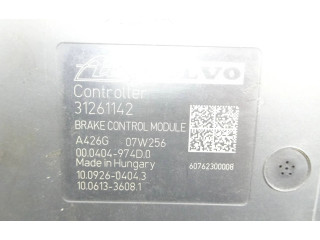 Controller
31261142
BRAKE CONTROL MODULE
A426G 07W256
00.0404-974D.0
Made in Hungary
60762300008
10.0926-0404.3
10.0613-3608.1